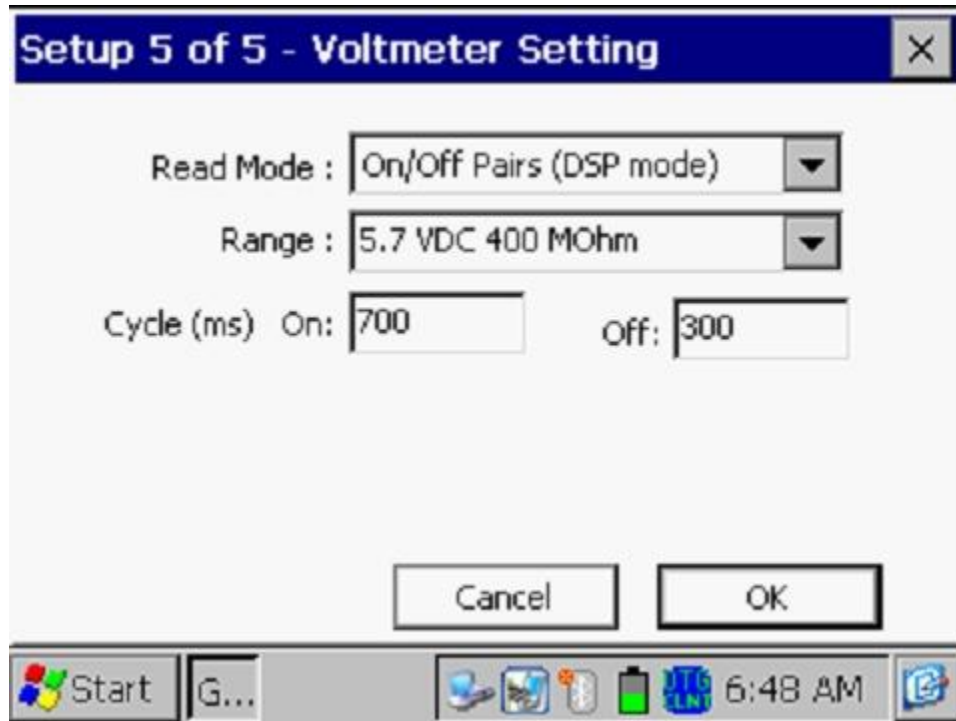 Setup 5 of 5 - Voltmeter Setting
Read Mode : On/Off Pairs (DSP mode)
Range : 5.7 VDC 400 MOhm
Cycle (ms) On: 700 Off: 300
Cancel OK
Start G... 6:48 AM